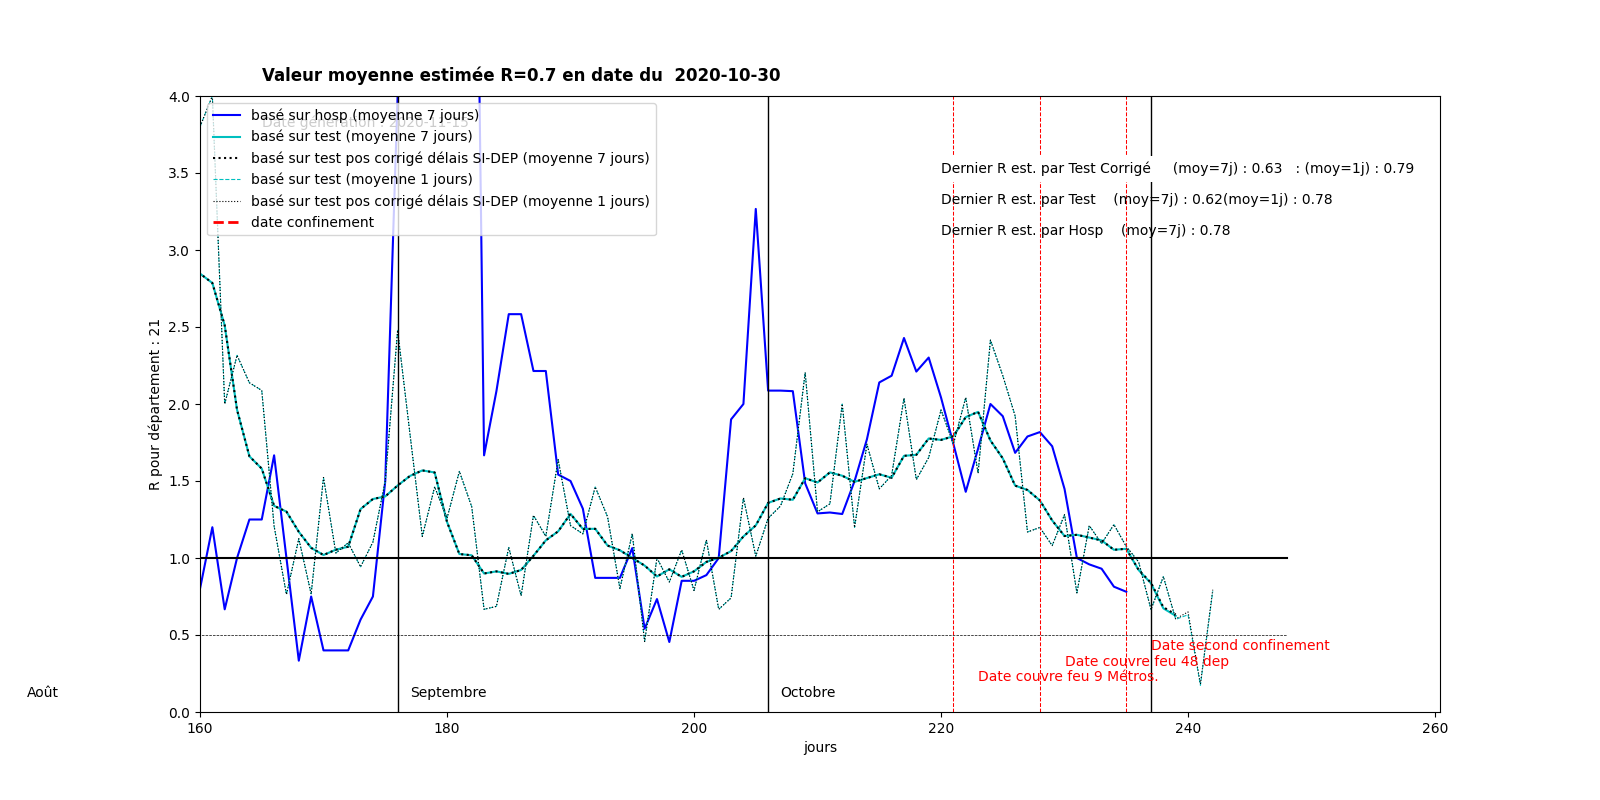 Valeur moyenne estimée R=0.7 en date du  2020-10-30
Date génération : 2020-11-15
basé sur hosp (moyenne 7 jours)
basé sur test (moyenne 7 jours)
basé sur test pos corrigé délais SI-DEP (moyenne 7 jours)
basé sur test (moyenne 1 jours)
basé sur test pos corrigé délais SI-DEP (moyenne 1 jours)
date confinement
Dernier R est. par Test Corrigé (moy=7j) : 0.63 : (moy=1j) : 0.79
Dernier R est. par Test (moy=7j) : 0.62(moy=1j) : 0.78
Dernier R est. par Hosp (moy=7j) : 0.78
R pour département : 21
4.0
3.5
3.0
2.5
2.0
1.5
1.0
0.5
0.0
Date second confinement
Date couvre feu 48 dep
Date couvre feu 9 Métros.
Août
Septembre
Octobre
160
180
200
220
240
260
jours